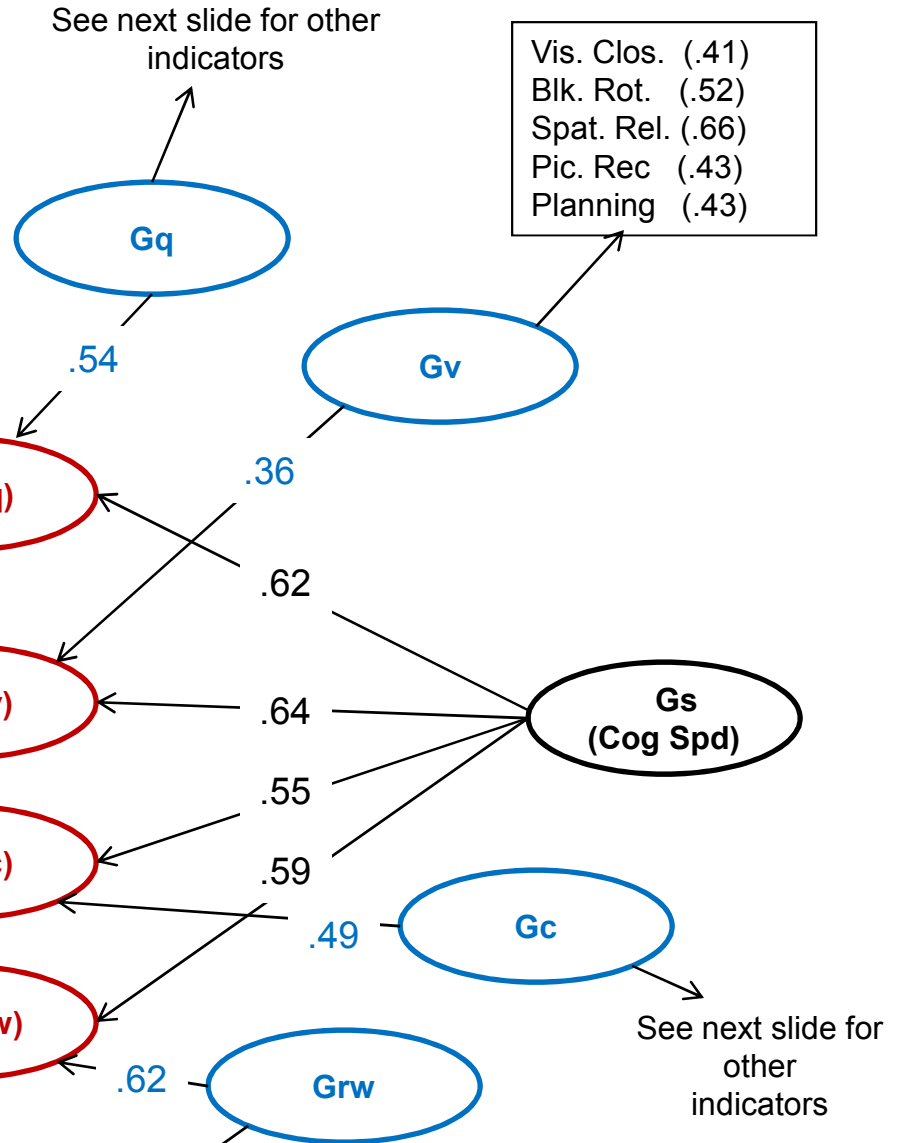 See next slide for other
indicators
Vis. Clos. (.41)
Blk. Rot. (.52)
Spat. Rel. (.66)
Pic. Rec (.43)
Planning (.43)
Gq
.54
Gv
.36
.62
Gs
(Cog Spd)
.64
.55
.59
.49
Gc
See next slide for
other
indicators
.62
Grw